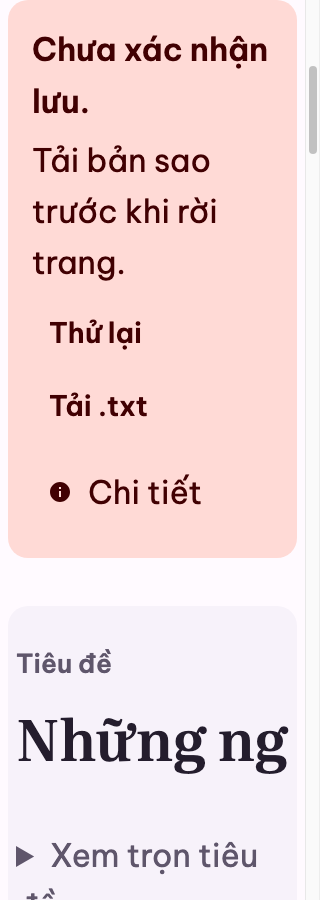 Chưa xác nhận
lưu.
Tải bản sao
trước khi rời
trang.
Thử lại
Tải .txt
Chi tiết
Tiêu đề
Những ng
Xem trọn tiêu